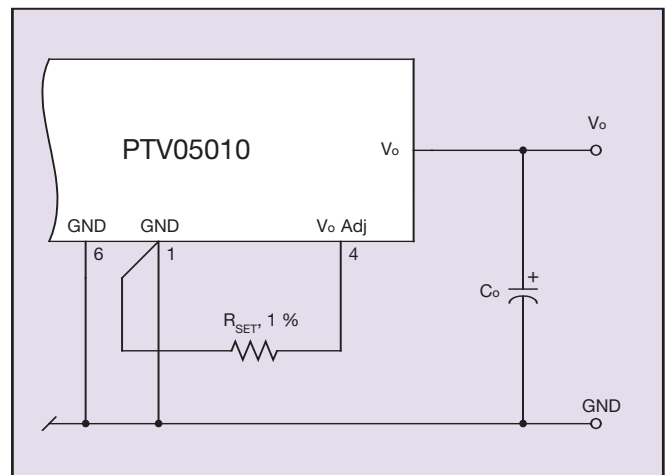 PTV05010
Vo
Vo
GND
GND
Vo Adj
6
1
4
RSET, 1 %
+
Co
GND